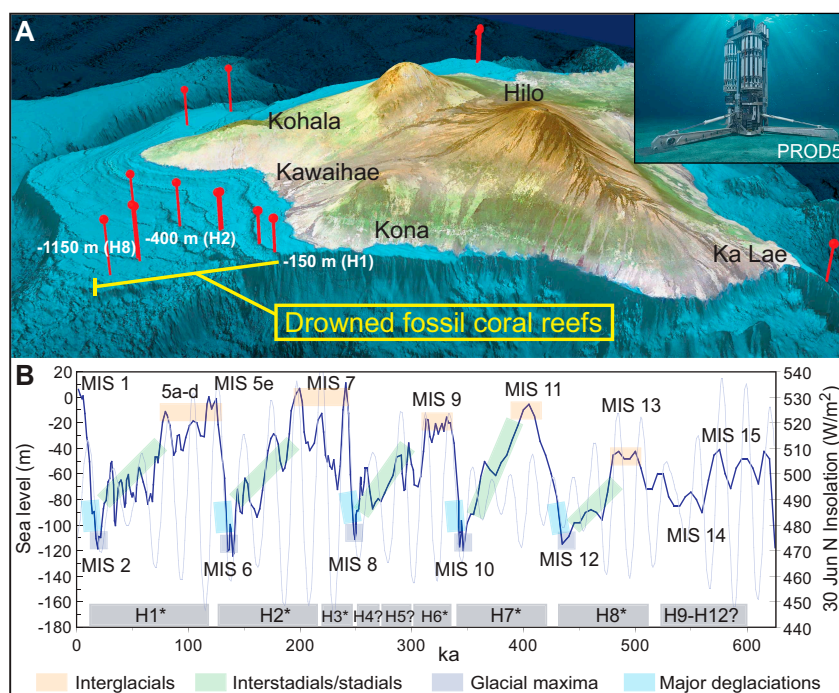 A
PROD5
Hilo
Kohala
Kawaihae
Kona
Ka Lae
-1150 m (H8)
-400 m (H2)
-150 m (H1)
Drowned fossil coral reefs
B
Sea level (m)
20
0
-20
-40
-60
-80
-100
-120
-140
-160
-180
MIS 1
5a-d
MIS 5e
MIS 7
MIS 9
MIS 11
MIS 13
MIS 15
MIS 2
MIS 6
MIS 8
MIS 10
MIS 12
MIS 14
H1*
H2*
H3*
H4?
H5?
H6*
H7*
H8*
H9-H12?
540
530
520
510
500
490
480
470
460
450
440
30 Jun N Insolation (W/m²)
0 100 200 300 400 500 600
ka
Interglacials Interstadials/stadials Glacial maxima Major deglaciations